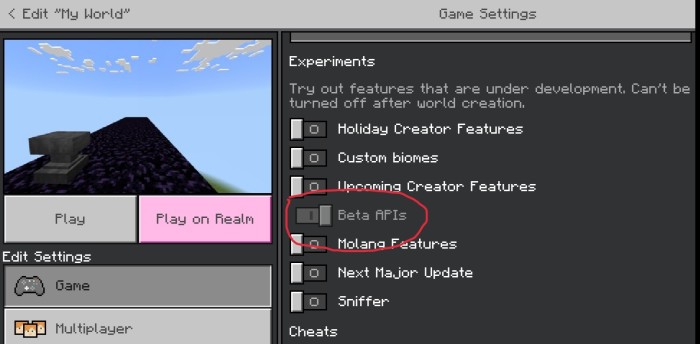 < Edit "My World"
Game Settings
Experiments
Try out features that are under development. Can't be
turned off after world creation.
Holiday Creator Features
Custom biomes
Upcoming Creator Features
Beta APIs
Molang Features
Next Major Update
Sniffer
Cheats
Play
Play on Realm
Edit Settings
Game
Multiplayer